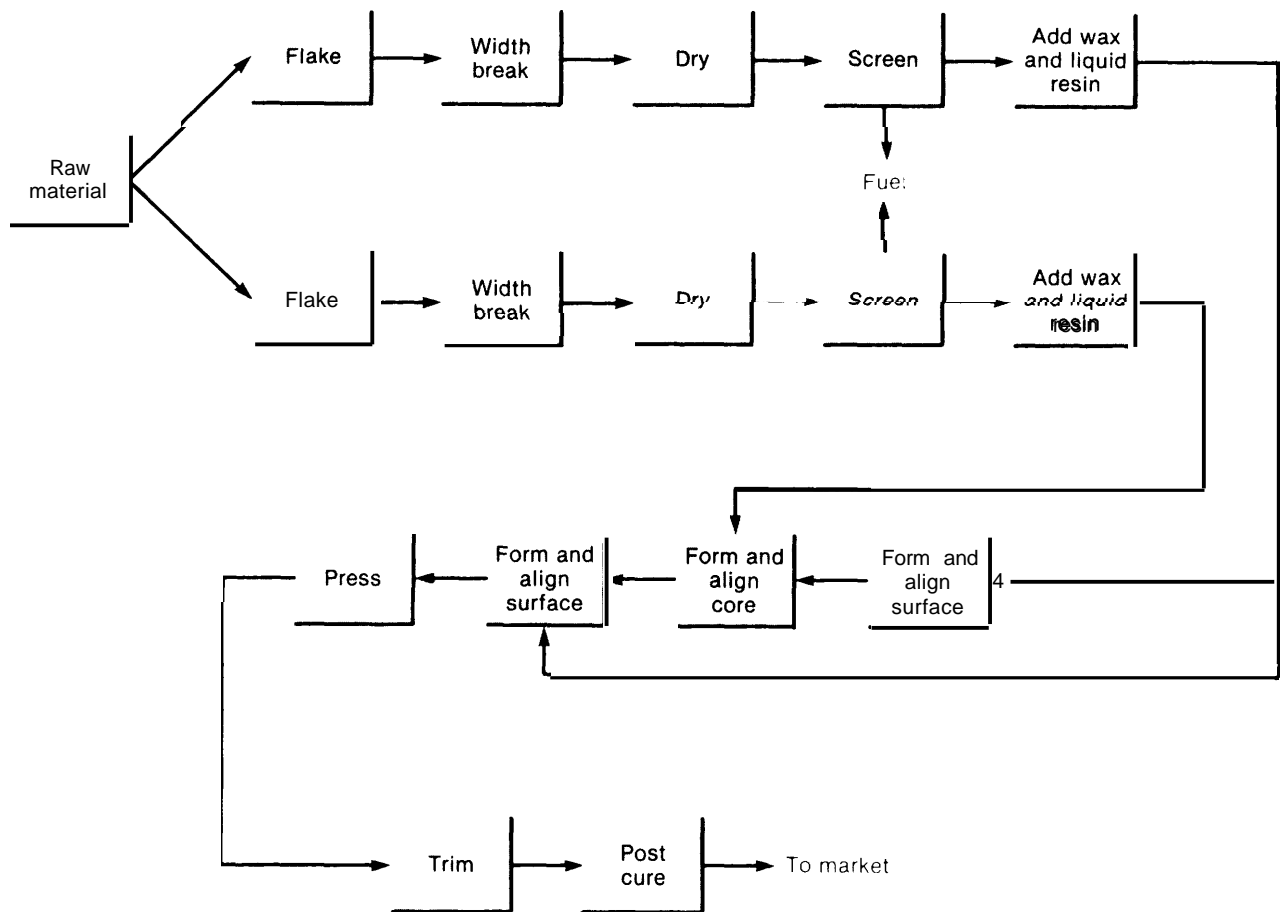 Flake
Width
break
Dry
Screen
Add wax
and liquid
resin
Raw
material
Fuel
Flake
Width
break
Dry
Screen
Add wax
and liquid
resin
Press
Form and
align
surface
Form and
align
core
Form and
align
surface
4
Trim
Post
cure
To market